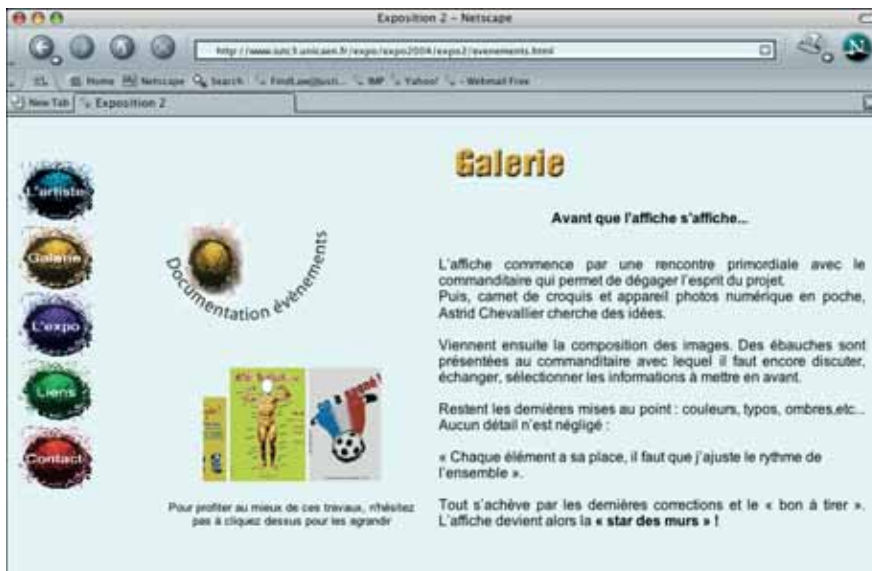 Exposition 2 – Netscape
http://www.iutc3.unicaen.fr/expo/expo2004/expo2/evenements.html
Home Netscape Search FindLaw IMP Yahoo! - Webmail Free
New Tab Exposition 2
Galerie
L'artiste
Galerie
L'expo
Liens
Contact
Documentation évènements
Pour profiter au mieux de ces travaux, n'hésitez
pas à cliquez dessus pour les agrandir
Avant que l'affiche s'affiche...
L'affiche commence par une rencontre primordiale avec le
commanditaire qui permet de dégager l'esprit du projet.
Puis, carnet de croquis et appareil photos numérique en poche,
Astrid Chevallier cherche des idées.
Viennent ensuite la composition des images. Des ébauches sont
présentées au commanditaire avec lequel il faut encore discuter,
échanger, sélectionner les informations à mettre en avant.
Restent les dernières mises au point : couleurs, typos, ombres,etc...
Aucun détail n'est négligé :
« Chaque élément a sa place, il faut que j'ajuste le rythme de
l'ensemble ».
Tout s'achève par les dernières corrections et le « bon à tirer ».
L'affiche devient alors la « star des murs » !